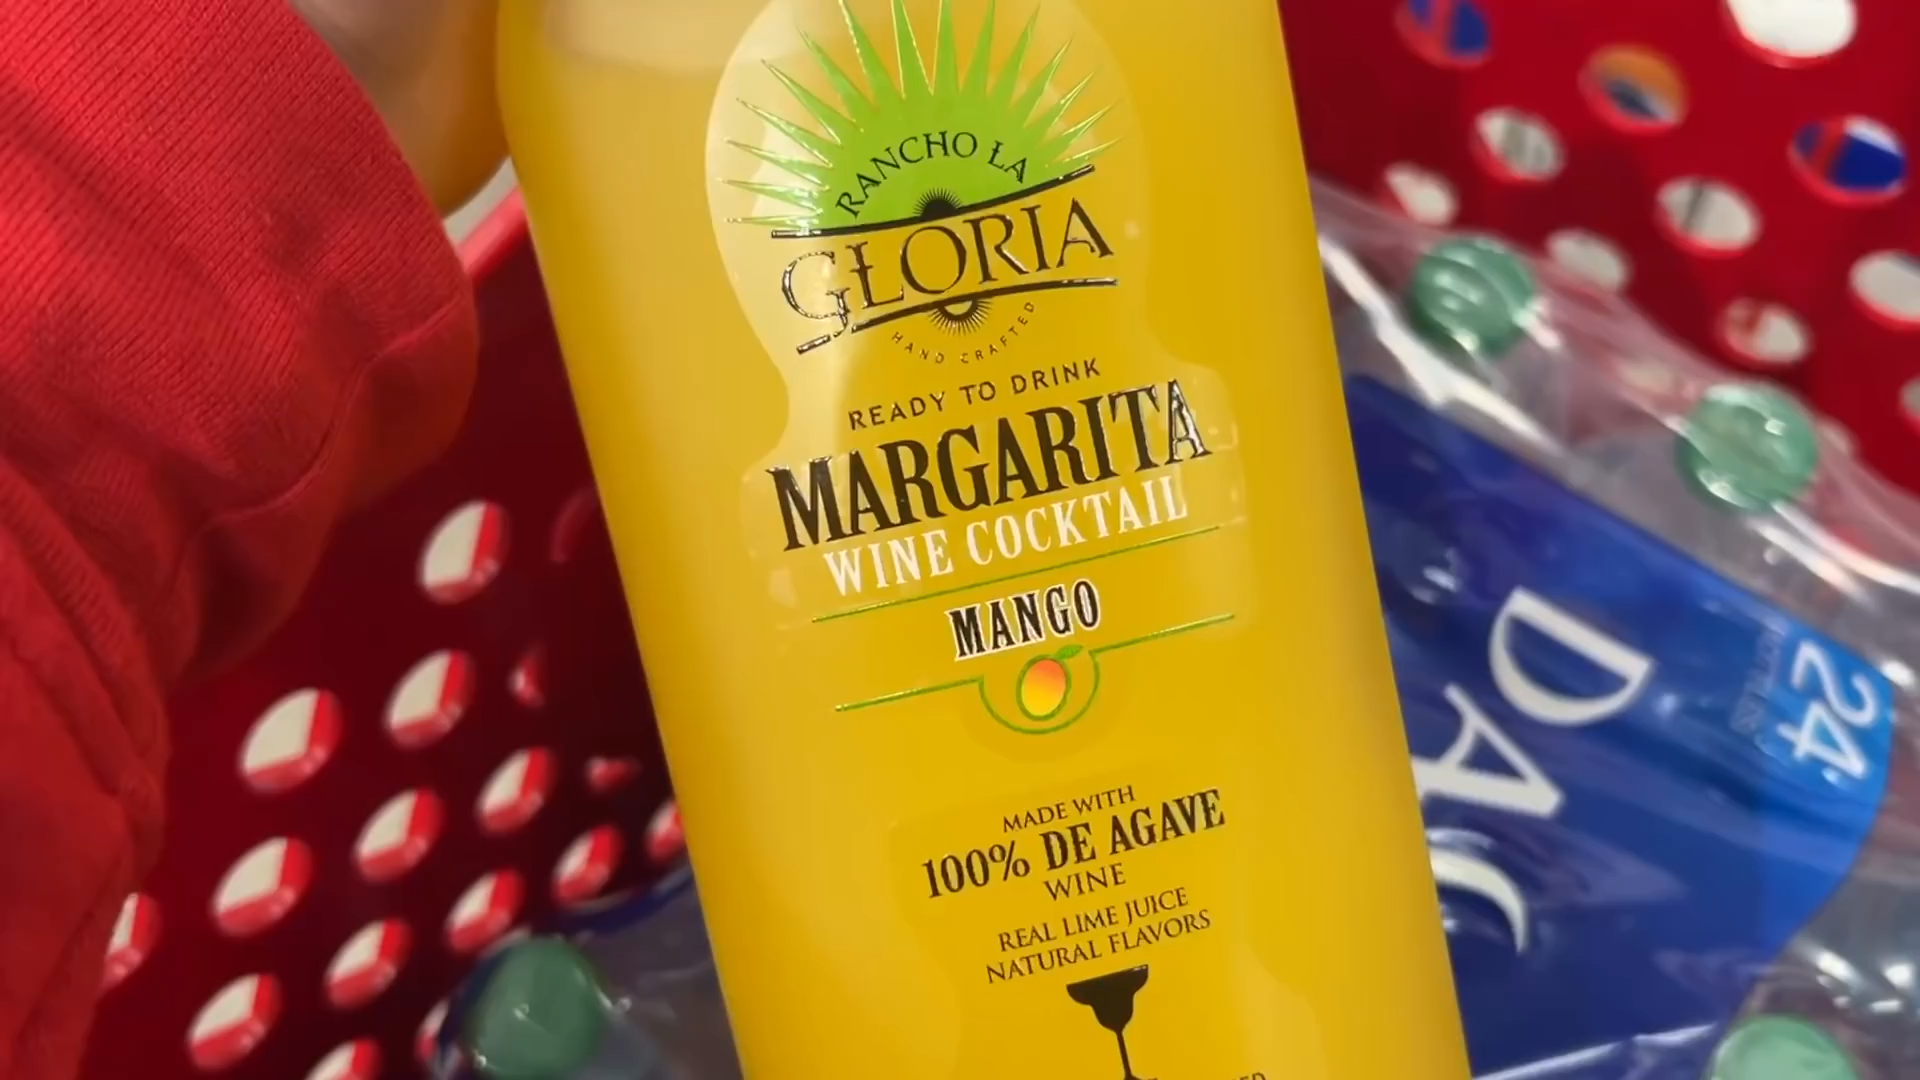 RANCHO LA
GLORIA
HAND CRAFTED
READY TO DRINK
MARGARITA
WINE COCKTAIL
MANGO
MADE WITH
100% DE AGAVE
WINE
REAL LIME JUICE
NATURAL FLAVORS
24
DAS